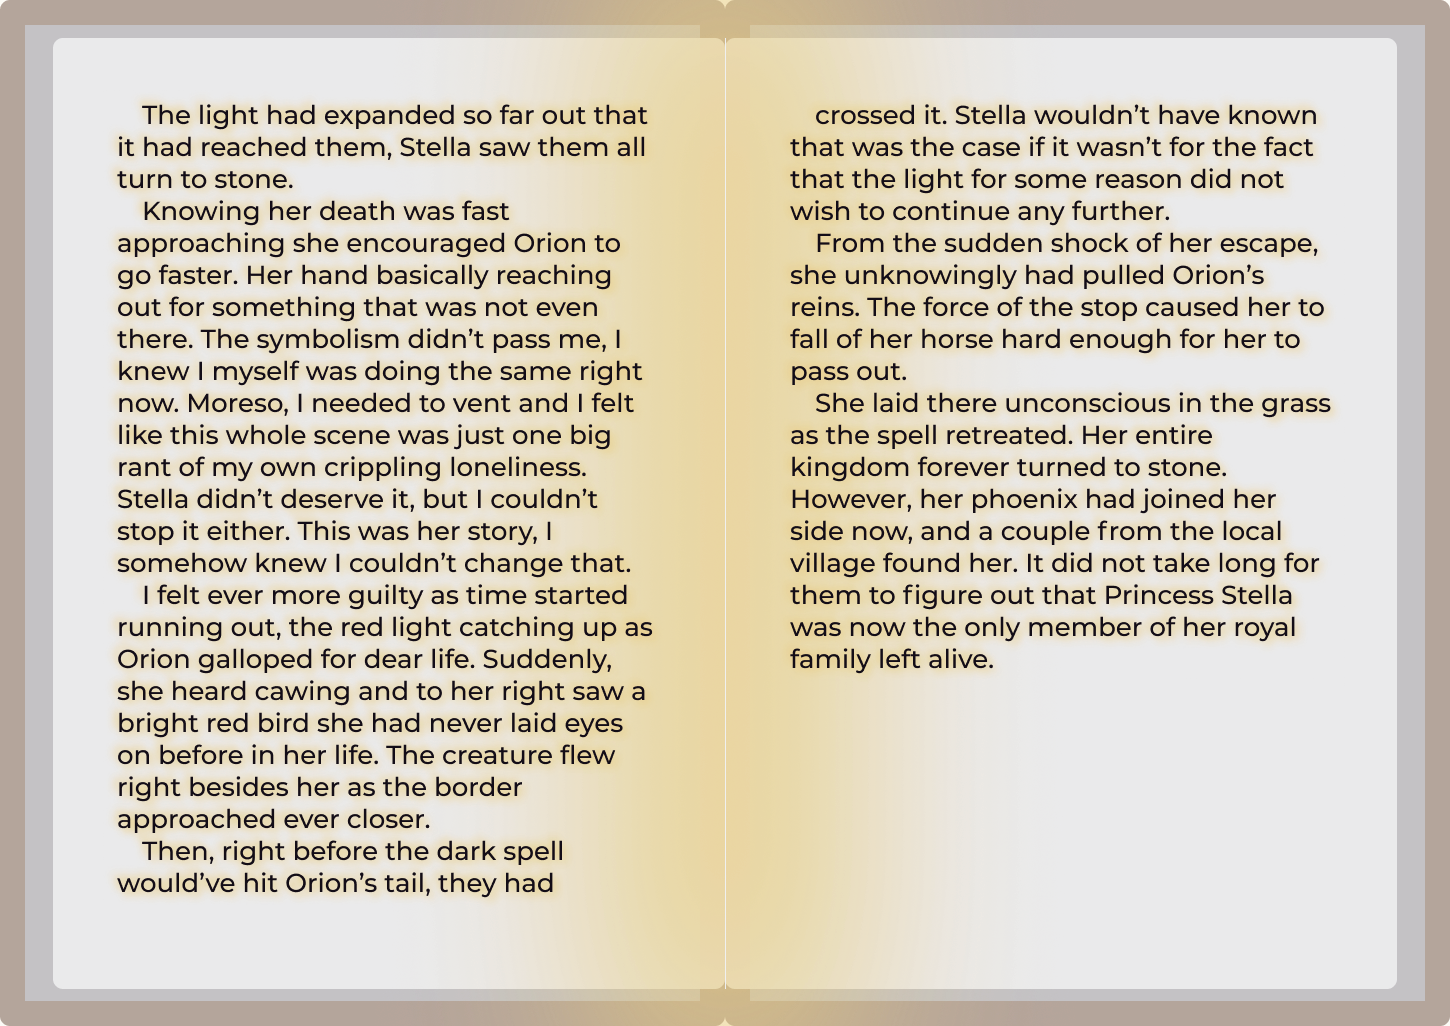 The light had expanded so far out that
it had reached them, Stella saw them all
turn to stone.
Knowing her death was fast
approaching she encouraged Orion to
go faster. Her hand basically reaching
out for something that was not even
there. The symbolism didn’t pass me, I
knew I myself was doing the same right
now. Moreso, I needed to vent and I felt
like this whole scene was just one big
rant of my own crippling loneliness.
Stella didn’t deserve it, but I couldn’t
stop it either. This was her story, I
somehow knew I couldn’t change that.
I felt ever more guilty as time started
running out, the red light catching up as
Orion galloped for dear life. Suddenly,
she heard cawing and to her right saw a
bright red bird she had never laid eyes
on before in her life. The creature flew
right besides her as the border
approached ever closer.
Then, right before the dark spell
would’ve hit Orion’s tail, they had
crossed it. Stella wouldn’t have known
that was the case if it wasn’t for the fact
that the light for some reason did not
wish to continue any further.
From the sudden shock of her escape,
she unknowingly had pulled Orion’s
reins. The force of the stop caused her to
fall of her horse hard enough for her to
pass out.
She laid there unconscious in the grass
as the spell retreated. Her entire
kingdom forever turned to stone.
However, her phoenix had joined her
side now, and a couple from the local
village found her. It did not take long for
them to figure out that Princess Stella
was now the only member of her royal
family left alive.